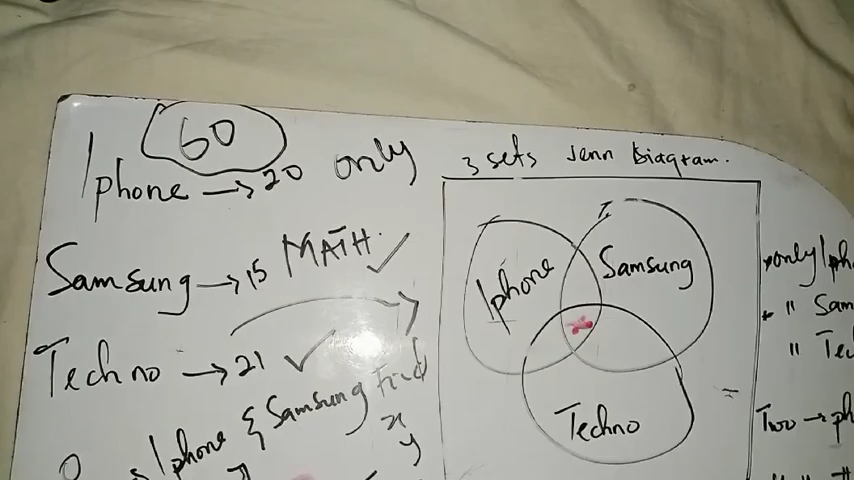 60
Iphone → 20 only
Samsung → 15 MATH ✓
Techno → 21 ✓
Iphone & Samsung Find
x
y
3 sets Venn Diagram.
Iphone
Samsung
Techno
=
only Iph
" Sam
" Tec
Two → ph